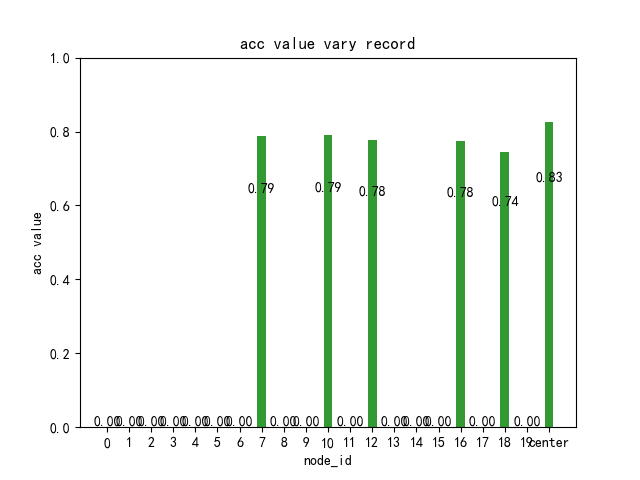 acc value vary record
1.0
0.8
0.6
0.4
0.2
0.0
acc value
0.00 0.00 0.00 0.00 0.00 0.00 0.00 0.79 0.00 0.00 0.79 0.00 0.78 0.00 0.00 0.00 0.78 0.00 0.74 0.00 0.83
0 1 2 3 4 5 6 7 8 9 10 11 12 13 14 15 16 17 18 19 center
node_id